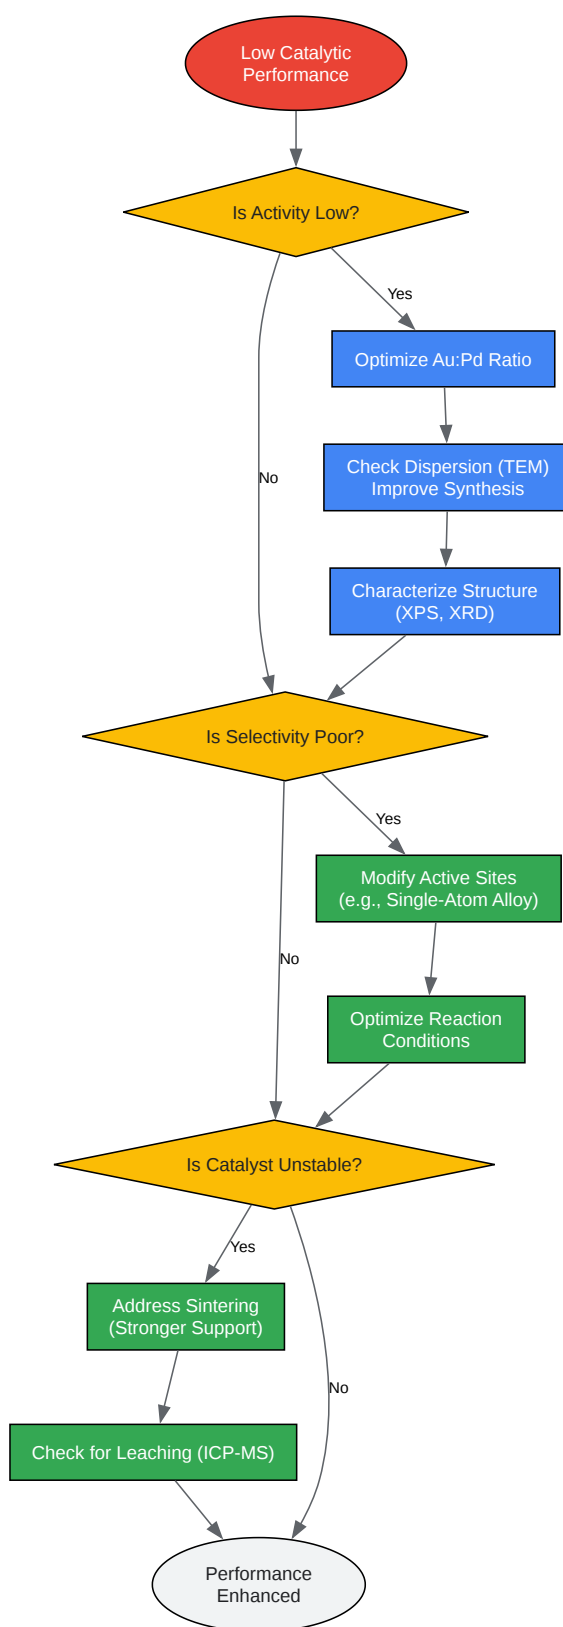 Low Catalytic
Performance
Is Activity Low?
Yes
Optimize Au:Pd Ratio
Check Dispersion (TEM)
Improve Synthesis
No
Characterize Structure
(XPS, XRD)
Is Selectivity Poor?
Yes
Modify Active Sites
(e.g., Single-Atom Alloy)
No
Optimize Reaction
Conditions
Is Catalyst Unstable?
Yes
Address Sintering
(Stronger Support)
No
Check for Leaching (ICP-MS)
Performance
Enhanced